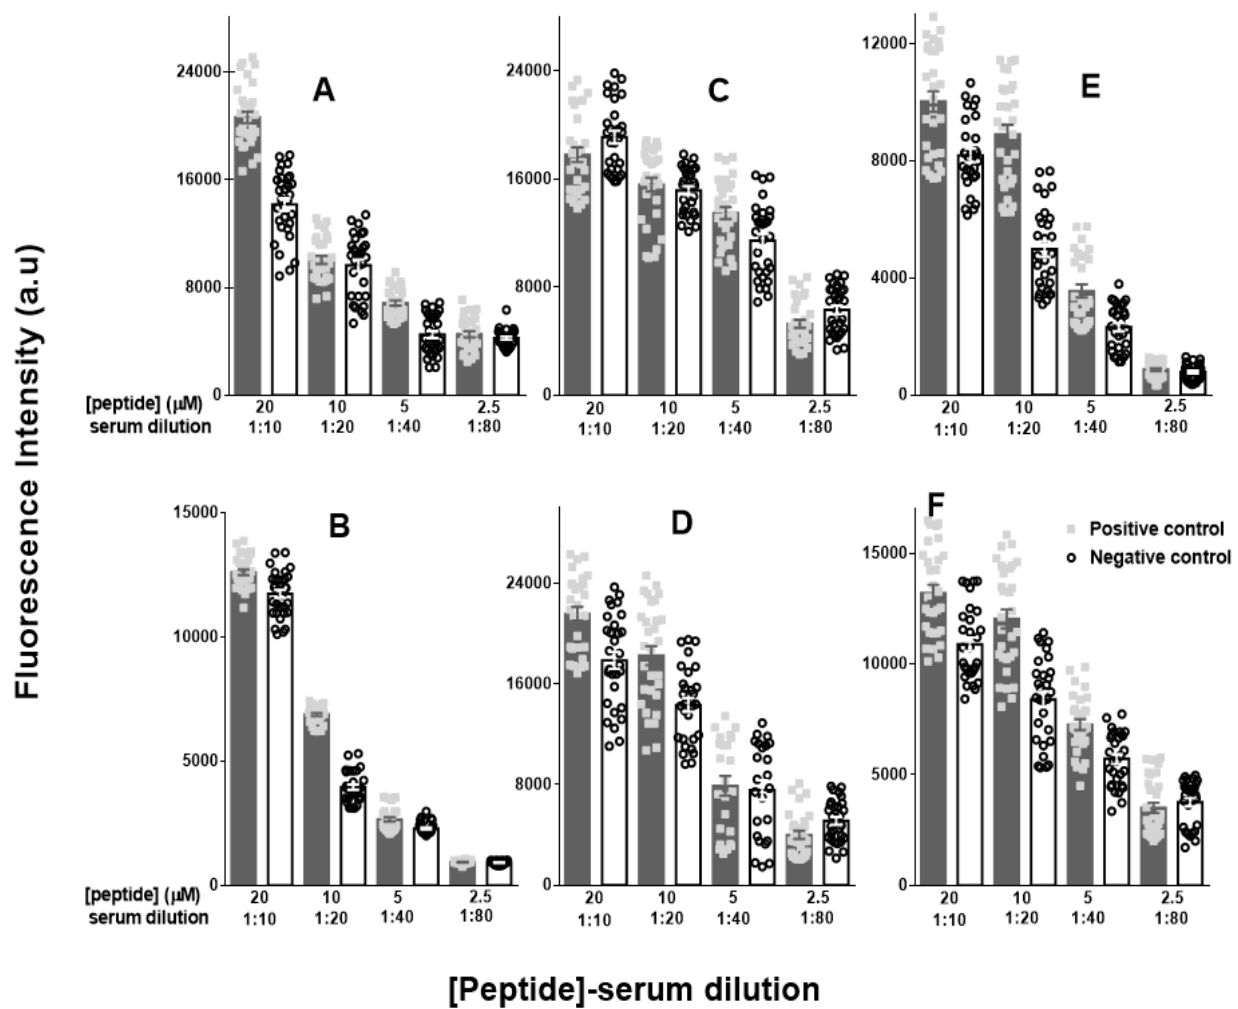 Fluorescence Intensity (a.u)
A
24000
16000
8000
0
C
24000
16000
8000
0
E
12000
8000
4000
0
[peptide] (µM) 20 10 5 2.5 20 10 5 2.5 20 10 5 2.5
serum dilution 1:10 1:20 1:40 1:80 1:10 1:20 1:40 1:80 1:10 1:20 1:40 1:80
B
15000
10000
5000
0
D
24000
16000
8000
0
F
15000
10000
5000
0
Positive control
Negative control
[peptide] (µM) 20 10 5 2.5 20 10 5 2.5 20 10 5 2.5
serum dilution 1:10 1:20 1:40 1:80 1:10 1:20 1:40 1:80 1:10 1:20 1:40 1:80
[Peptide]-serum dilution